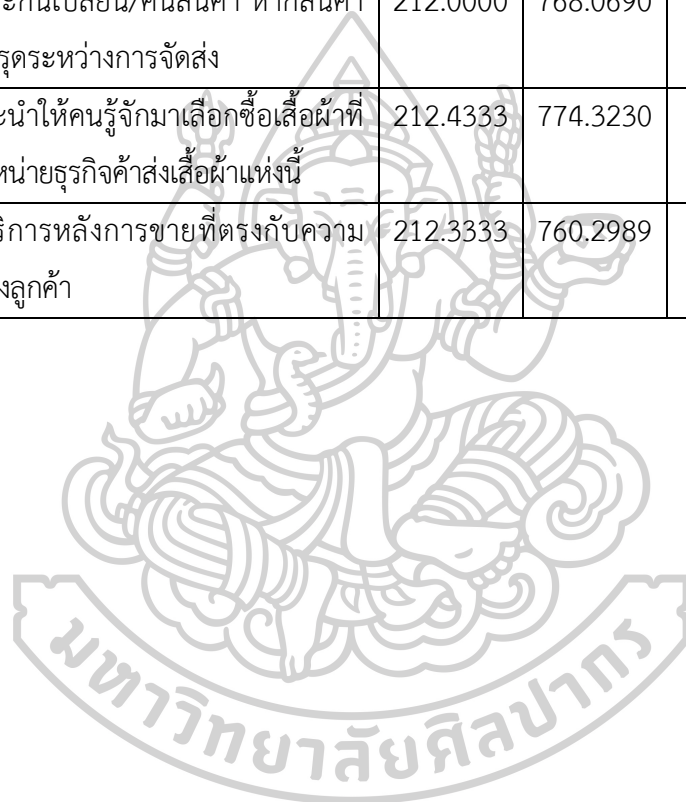 ะกันเปลี่ยน/คืนสินค้า หากสินค้า 212.0000 768.0690
รุดระหว่างการจัดส่ง
ะนำให้คนรู้จักมาเลือกซื้อเสื้อผ้าที่ 212.4333 774.3230
หน่ายธุรกิจค้าส่งเสื้อผ้าแห่งนี้
ริการหลังการขายที่ตรงกับความ 212.3333 760.2989
งลูกค้า
มหาวิทยาลัยศิลปากร